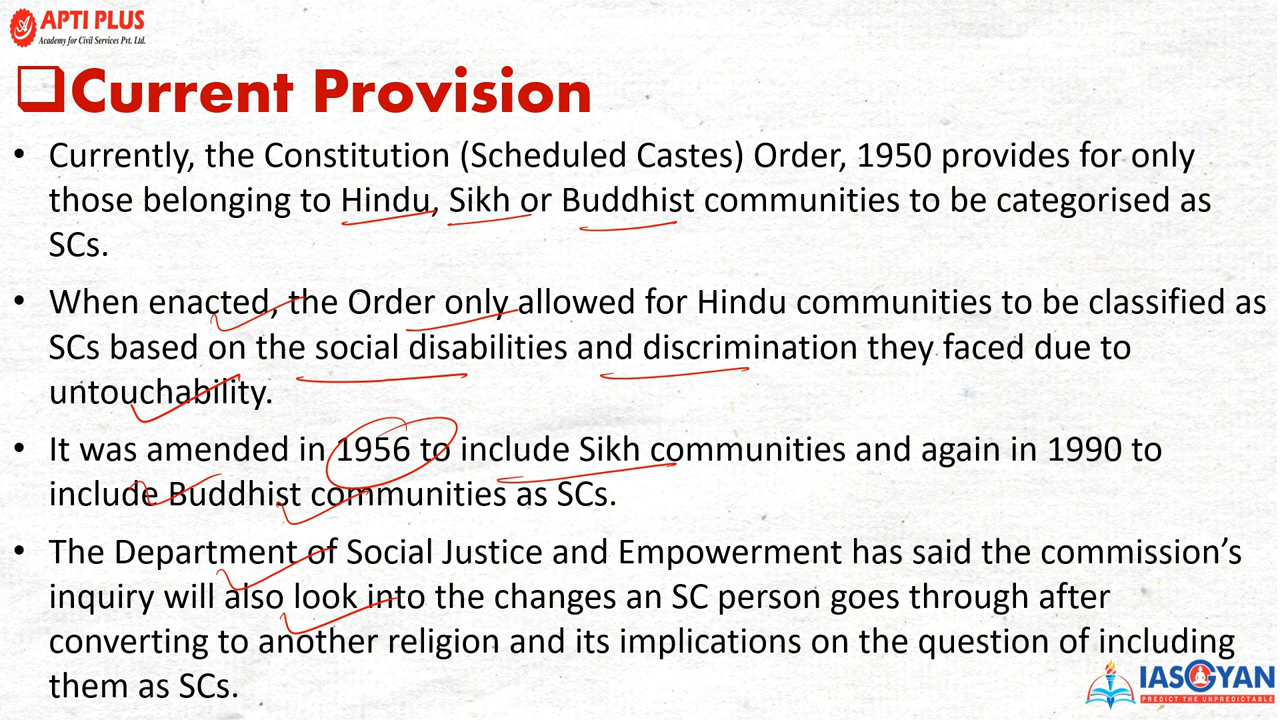 APTI PLUS
Academy for Civil Services Pvt. Ltd.
❑Current Provision
• Currently, the Constitution (Scheduled Castes) Order, 1950 provides for only
those belonging to Hindu, Sikh or Buddhist communities to be categorised as
SCs.
• When enacted, the Order only allowed for Hindu communities to be classified as
SCs based on the social disabilities and discrimination they faced due to
untouchability.
• It was amended in 1956 to include Sikh communities and again in 1990 to
include Buddhist communities as SCs.
• The Department of Social Justice and Empowerment has said the commission's
inquiry will also look into the changes an SC person goes through after
converting to another religion and its implications on the question of including
them as SCs.
IASGYAN
PREDICT THE UNPREDICTABLE